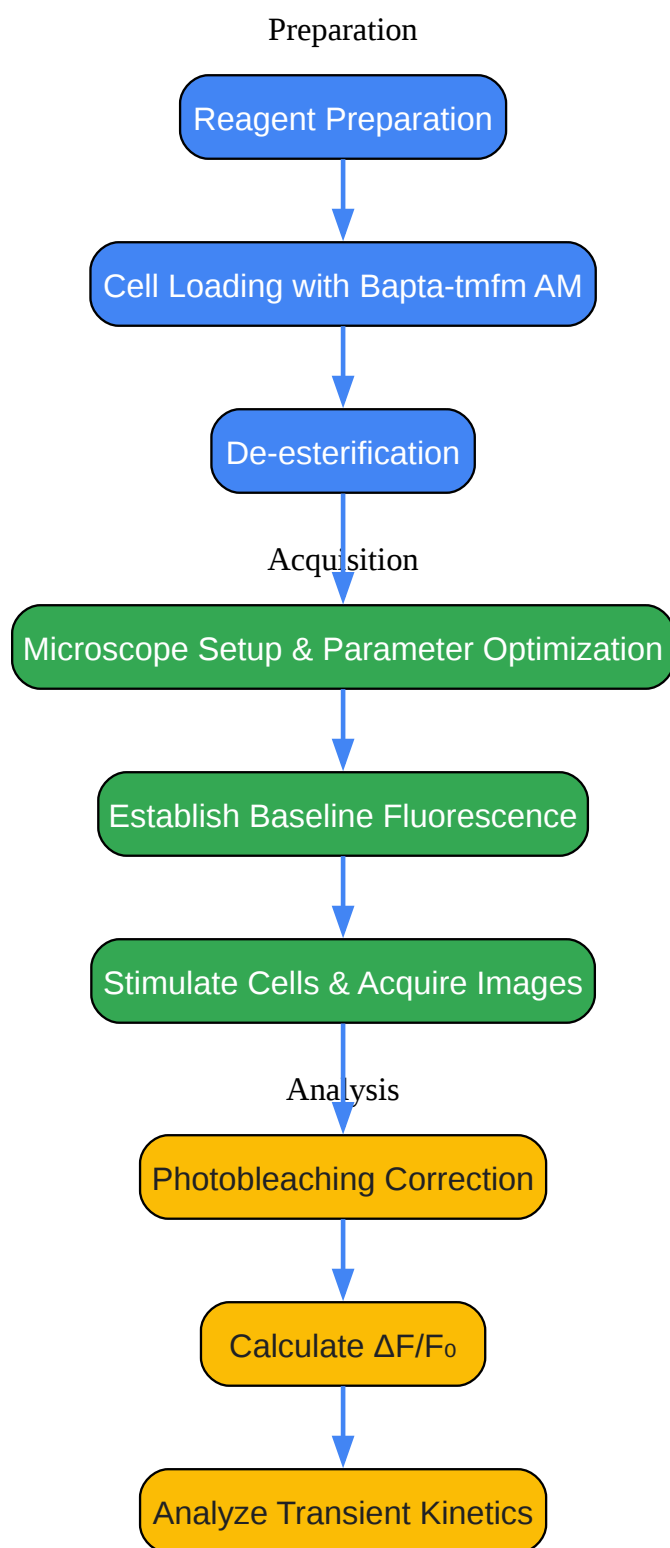 Preparation
Reagent Preparation
Cell Loading with Bapta-tmfm AM
De-esterification
Acquisition
Microscope Setup & Parameter Optimization
Establish Baseline Fluorescence
Stimulate Cells & Acquire Images
Analysis
Photobleaching Correction
Calculate ΔF/F₀
Analyze Transient Kinetics